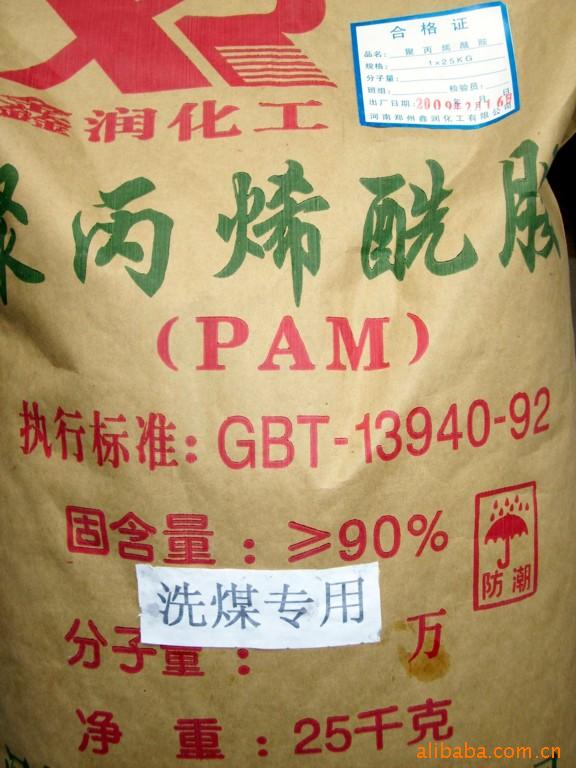 合格证
品名: 聚丙烯酰胺
规格: 1×25KG
分子量:
班组: 检验员:
出厂日期: 2009年2月16日
河南郑州鑫润化工有限公司
鑫润化工
聚丙烯酰胺
(PAM)
执行标准: GBT-13940-92
固含量: ≥90%
防潮
洗煤专用
分子量: 万
净重: 25千克
alibaba.com.cn